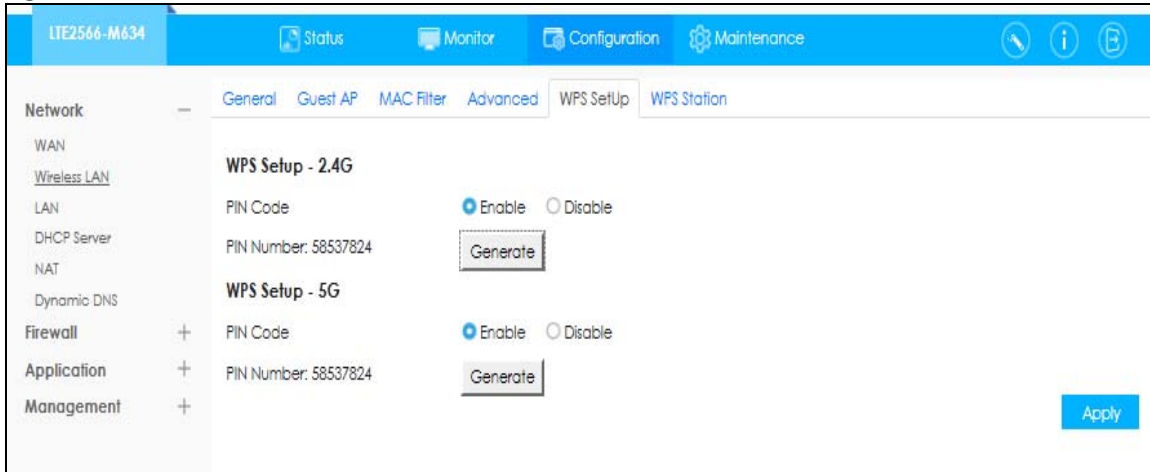 LTE2566-M634
Status Monitor Configuration Maintenance
General Guest AP MAC Filter Advanced WPS SetUp WPS Station
Network
WAN
Wireless LAN
LAN
DHCP Server
NAT
Dynamic DNS
Firewall
Application
Management
WPS Setup - 2.4G
PIN Code Enable Disable
PIN Number: 58537824 Generate
WPS Setup - 5G
PIN Code Enable Disable
PIN Number: 58537824 Generate
Apply